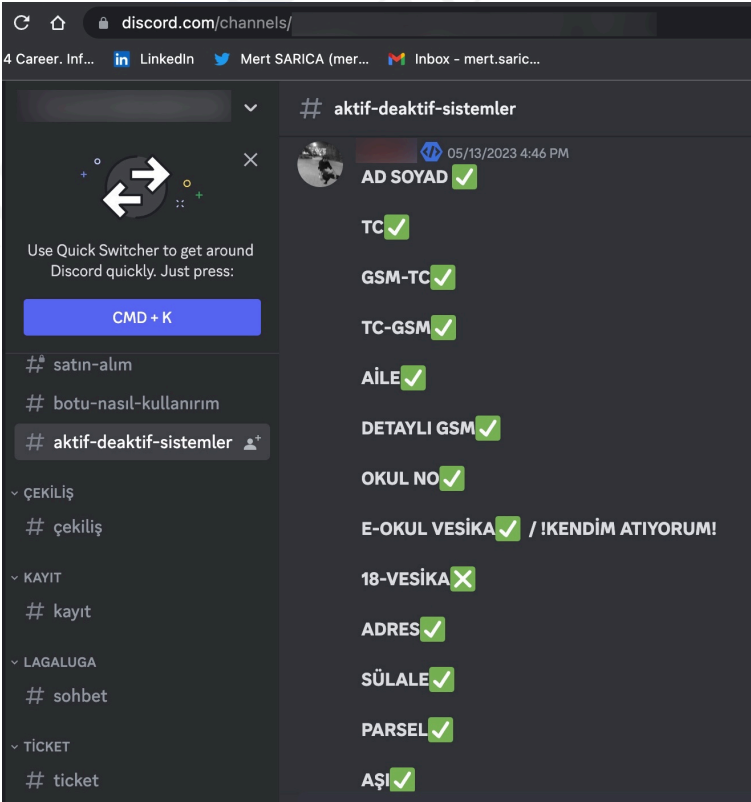 discord.com/channels/
4 Career. Inf...
LinkedIn
Mert SARICA (mer...
Inbox - mert.saric...
# aktif-deaktif-sistemler
05/13/2023 4:46 PM
AD SOYAD ✅
TC✅
GSM-TC✅
TC-GSM✅
AİLE✅
DETAYLI GSM✅
OKUL NO✅
E-OKUL VESİKA✅ / !KENDİM ATIYORUM!
18-VESİKA❎
ADRES✅
SÜLALE✅
PARSEL✅
AŞI✅
Use Quick Switcher to get around
Discord quickly. Just press:
CMD + K
# satın-alım
# botu-nasıl-kullanırım
# aktif-deaktif-sistemler
ÇEKİLİŞ
# çekiliş
KAYIT
# kayıt
LAGALUGA
# sohbet
TİCKET
# ticket